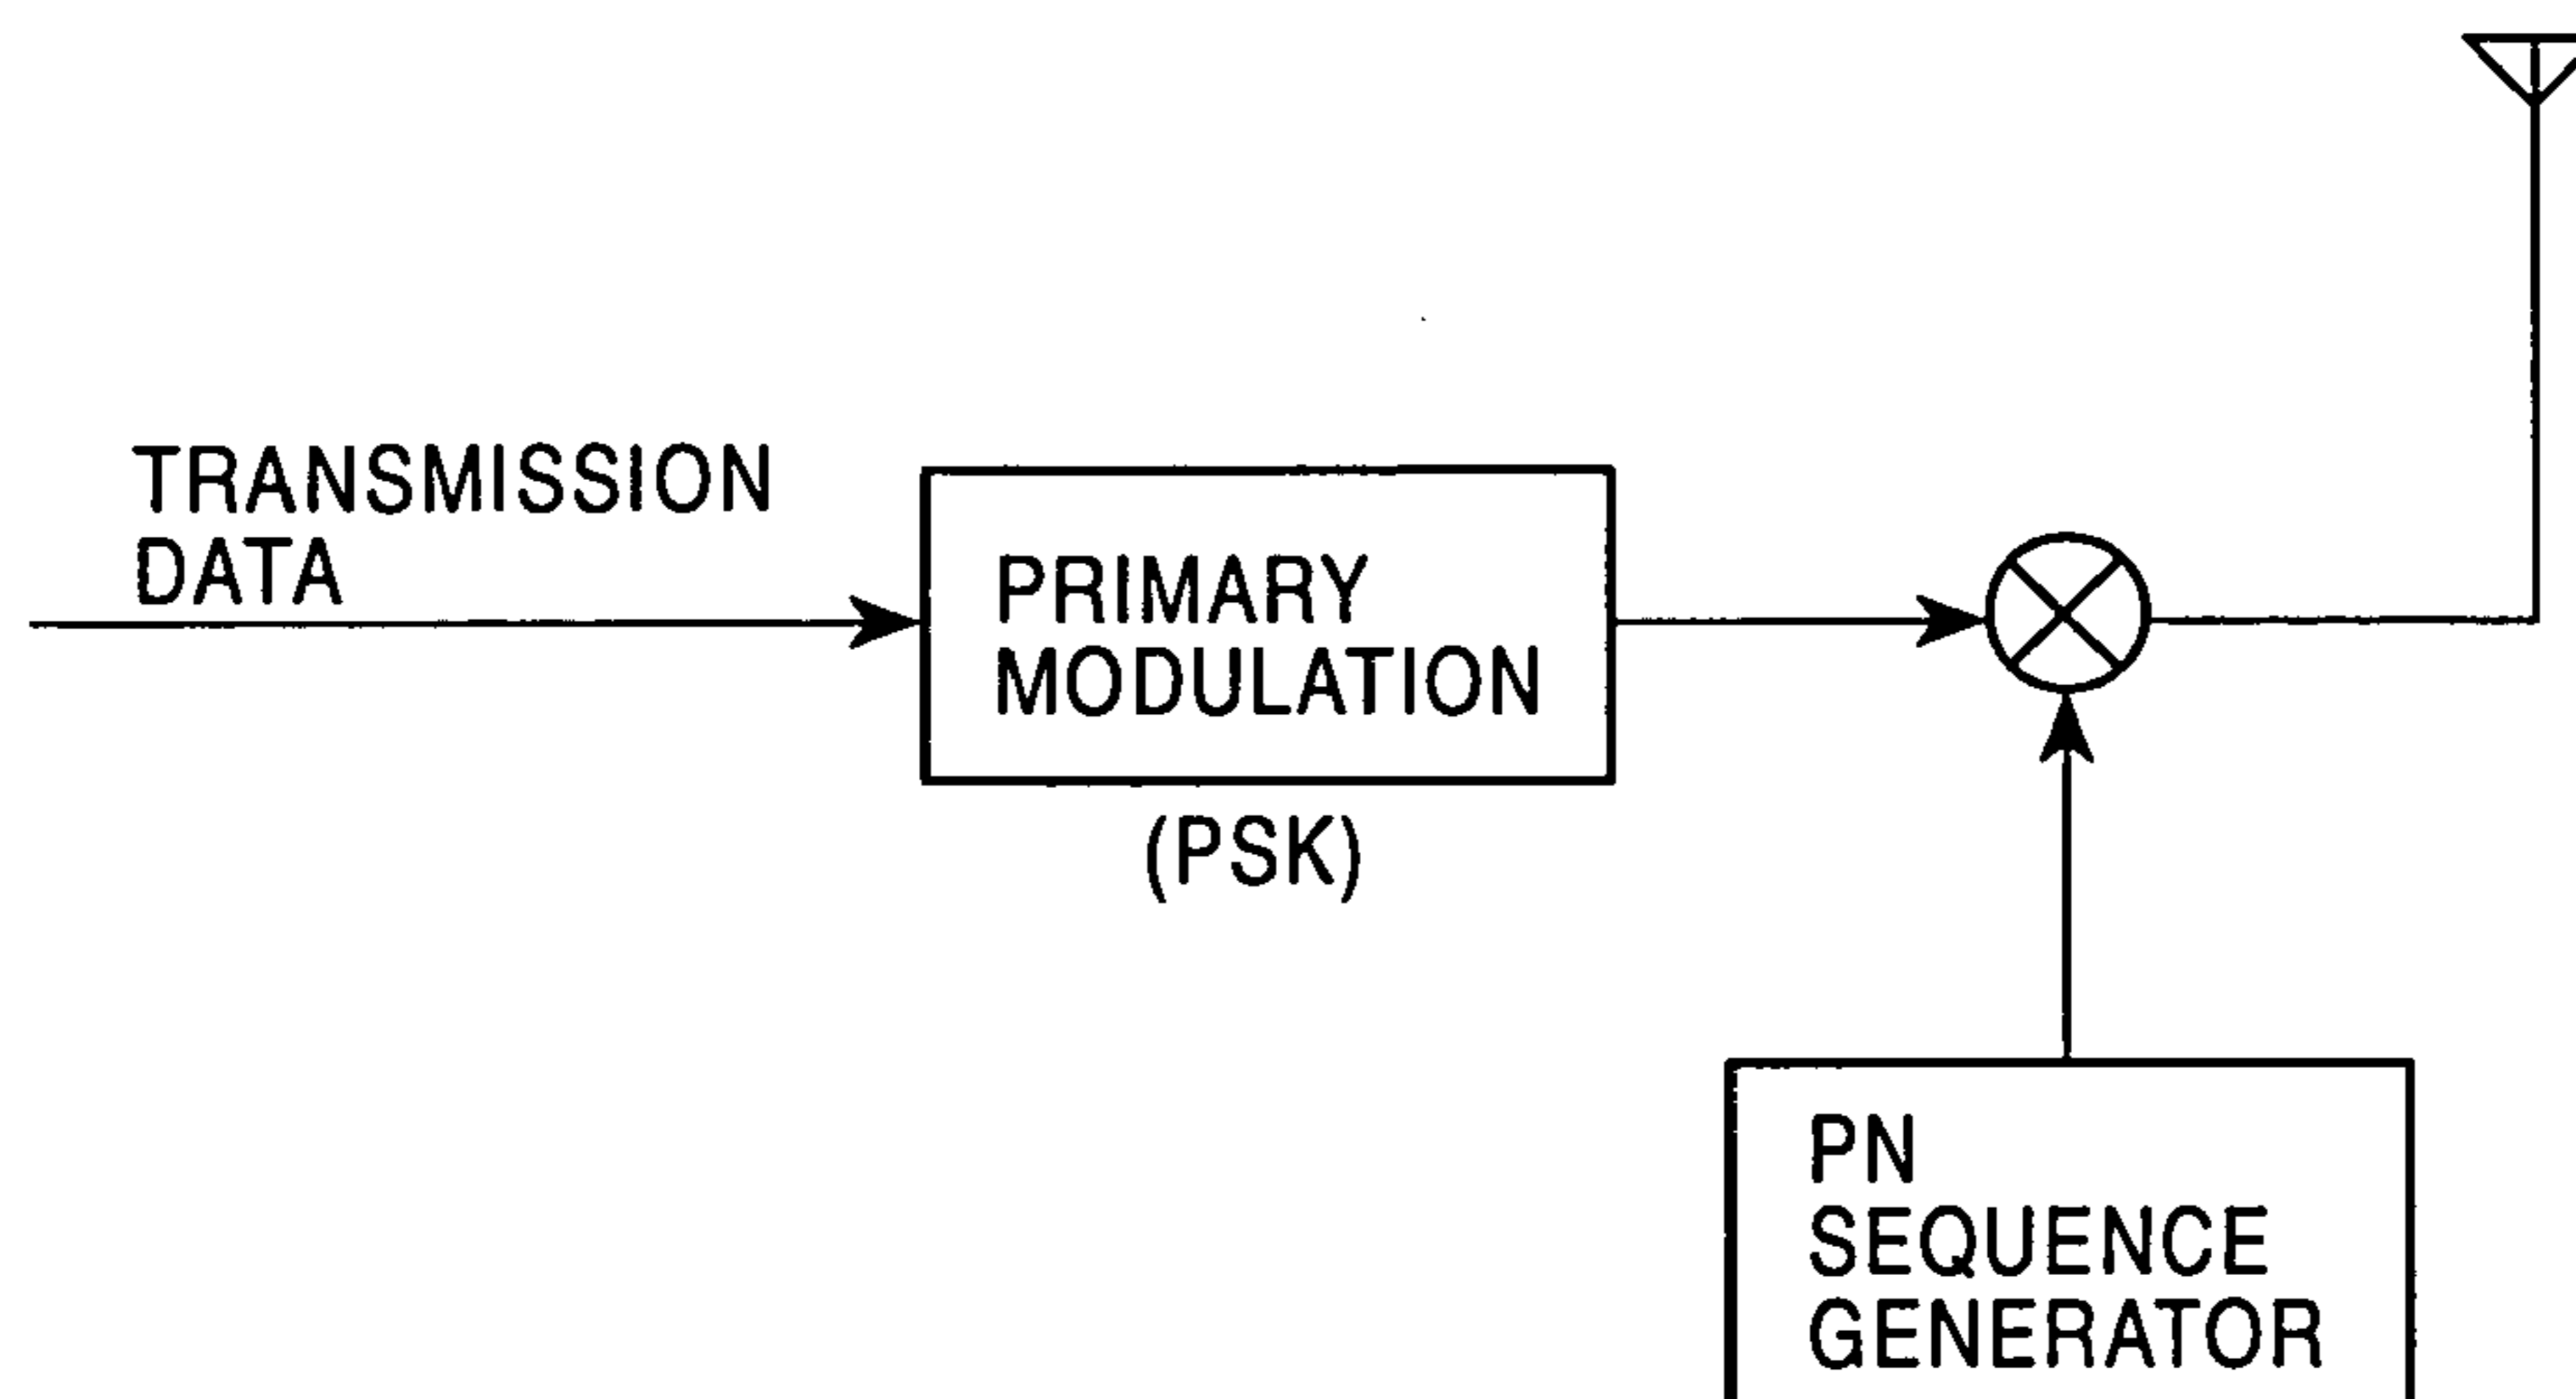 TRANSMISSION
DATA
PRIMARY
MODULATION
(PSK)
PN
SEQUENCE
GENERATOR